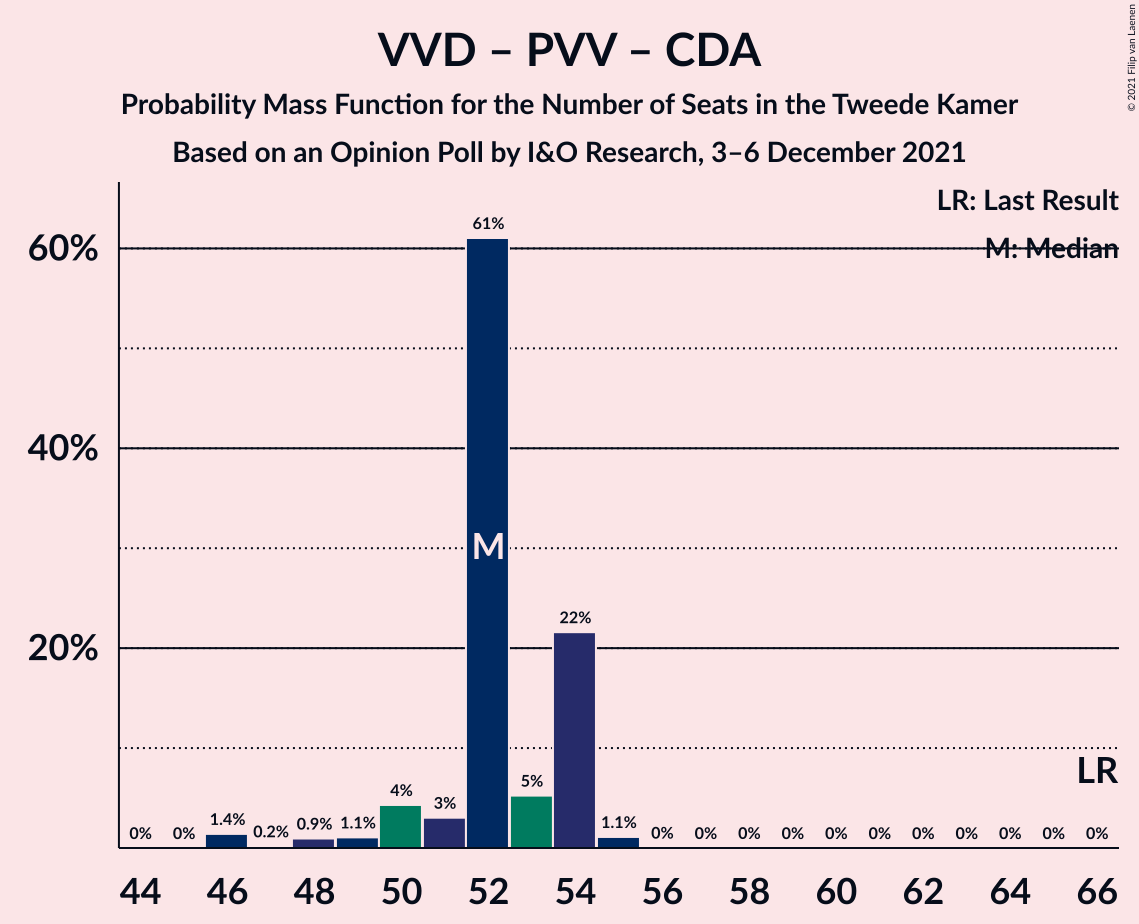 VVD – PVV – CDA
Probability Mass Function for the Number of Seats in the Tweede Kamer
Based on an Opinion Poll by I&O Research, 3–6 December 2021
© 2021 Filip van Laenen
LR: Last Result
M: Median
60%
40%
20%
0% 0% 1.4% 0.2% 0.9% 1.1% 4% 3% 61% 5% 22% 1.1% 0% 0% 0% 0% 0% 0% 0% 0% 0% 0% 0%
M
LR
44 46 48 50 52 54 56 58 60 62 64 66